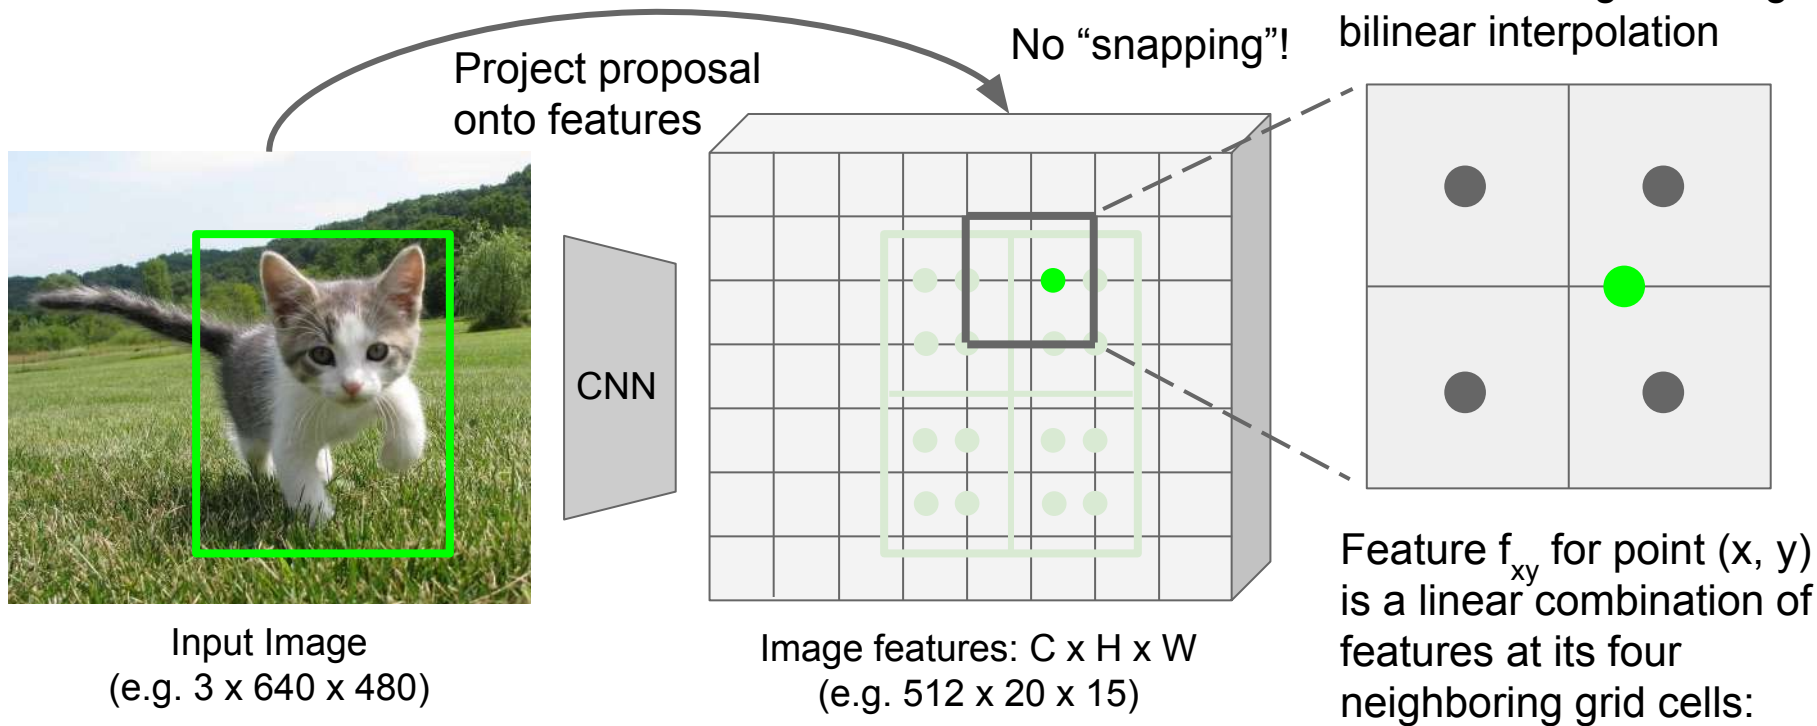 Project proposal
onto features
No “snapping”!
bilinear interpolation
CNN
Input Image
(e.g. 3 x 640 x 480)
Image features: C x H x W
(e.g. 512 x 20 x 15)
Feature fxy for point (x, y)
is a linear combination of
features at its four
neighboring grid cells: